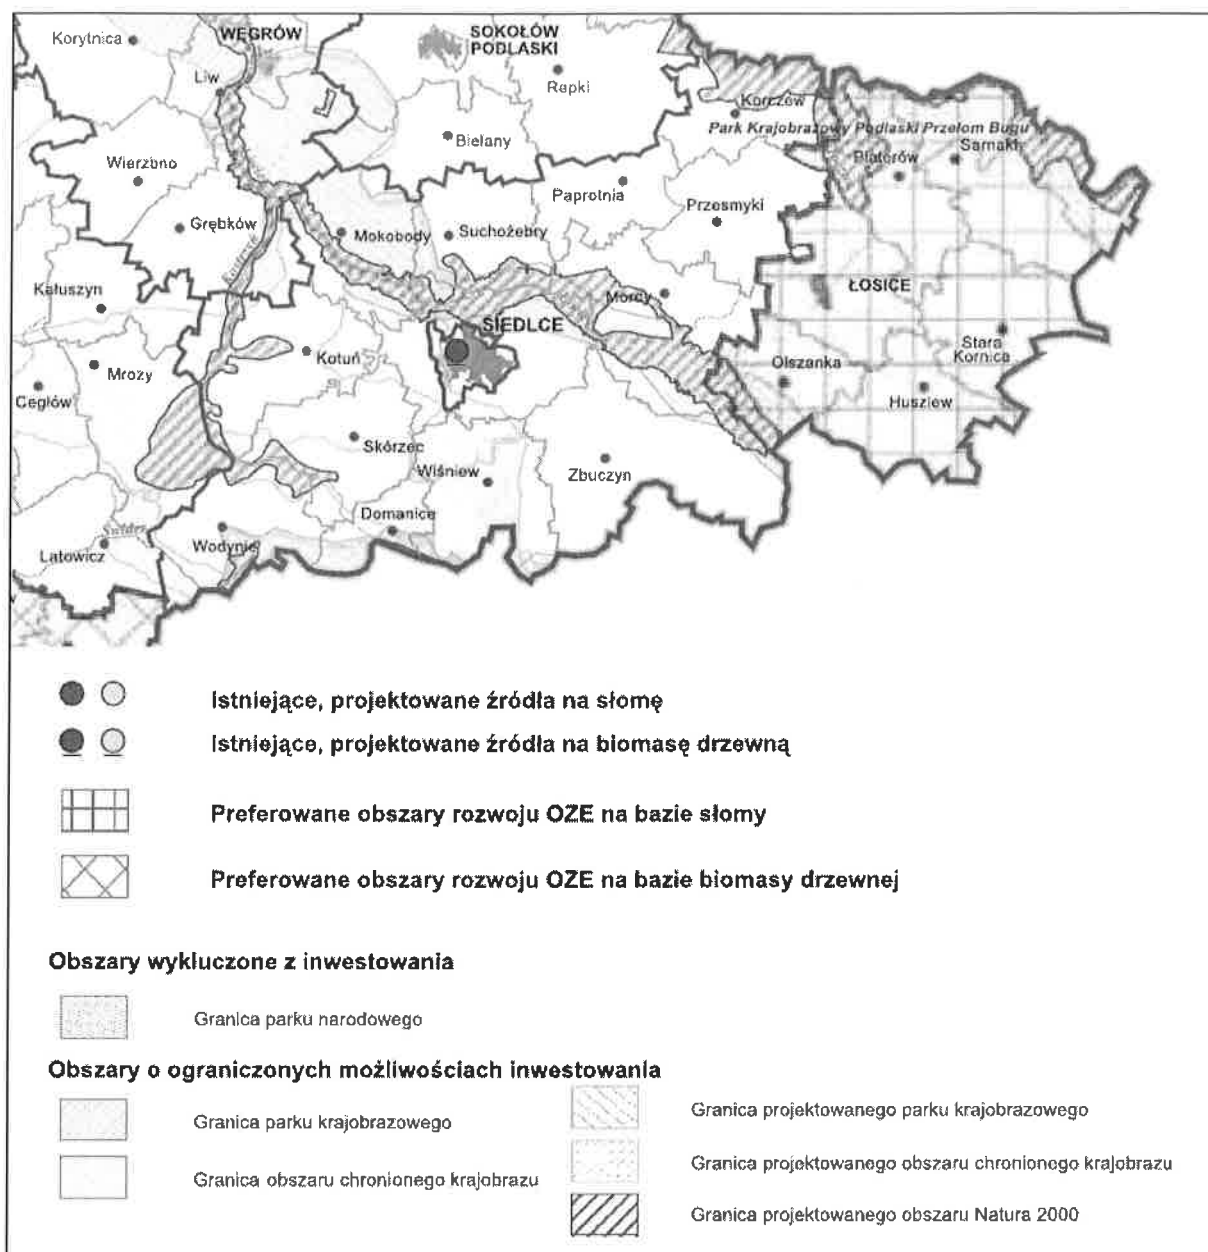 Korytnica
WĘGRÓW
SOKOŁÓW
PODLASKI
Liw
Repki
Korczew
Bielany
Park Krajobrazowy Podlaski Przełom Bugu
Sarnaki
Platerów
Wierzbno
Paprotnia
Przesmyki
Grębków
Mokobody
Suchożebry
Kostrzyń
Kałuszyn
Mordy
ŁOSICE
SIEDLCE
Kotuń
Stara
Kornica
Mrozy
Olszanka
Cegłów
Huszlew
Skórzec
Wiśniew
Zbuczyn
Domanice
Świder
Wodynie
Latowicz
Istniejące, projektowane źródła na słomę
Istniejące, projektowane źródła na biomasę drzewną
Preferowane obszary rozwoju OZE na bazie słomy
Preferowane obszary rozwoju OZE na bazie biomasy drzewnej
Obszary wykluczone z inwestowania
Granica parku narodowego
Obszary o ograniczonych możliwościach inwestowania
Granica parku krajobrazowego
Granica obszaru chronionego krajobrazu
Granica projektowanego parku krajobrazowego
Granica projektowanego obszaru chronionego krajobrazu
Granica projektowanego obszaru Natura 2000